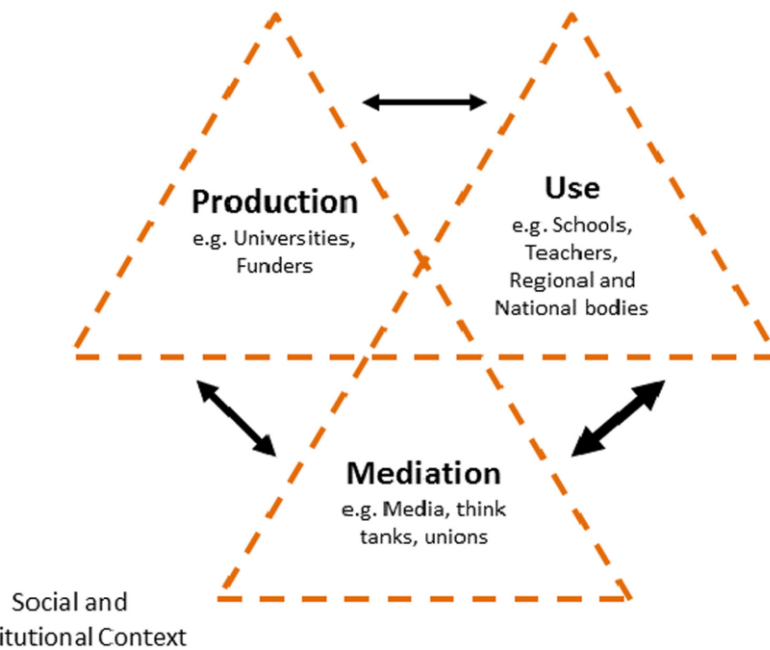 Production
e.g. Universities,
Funders
Use
e.g. Schools,
Teachers,
Regional and
National bodies
Mediation
e.g. Media, think
tanks, unions
Social and
itutional Context